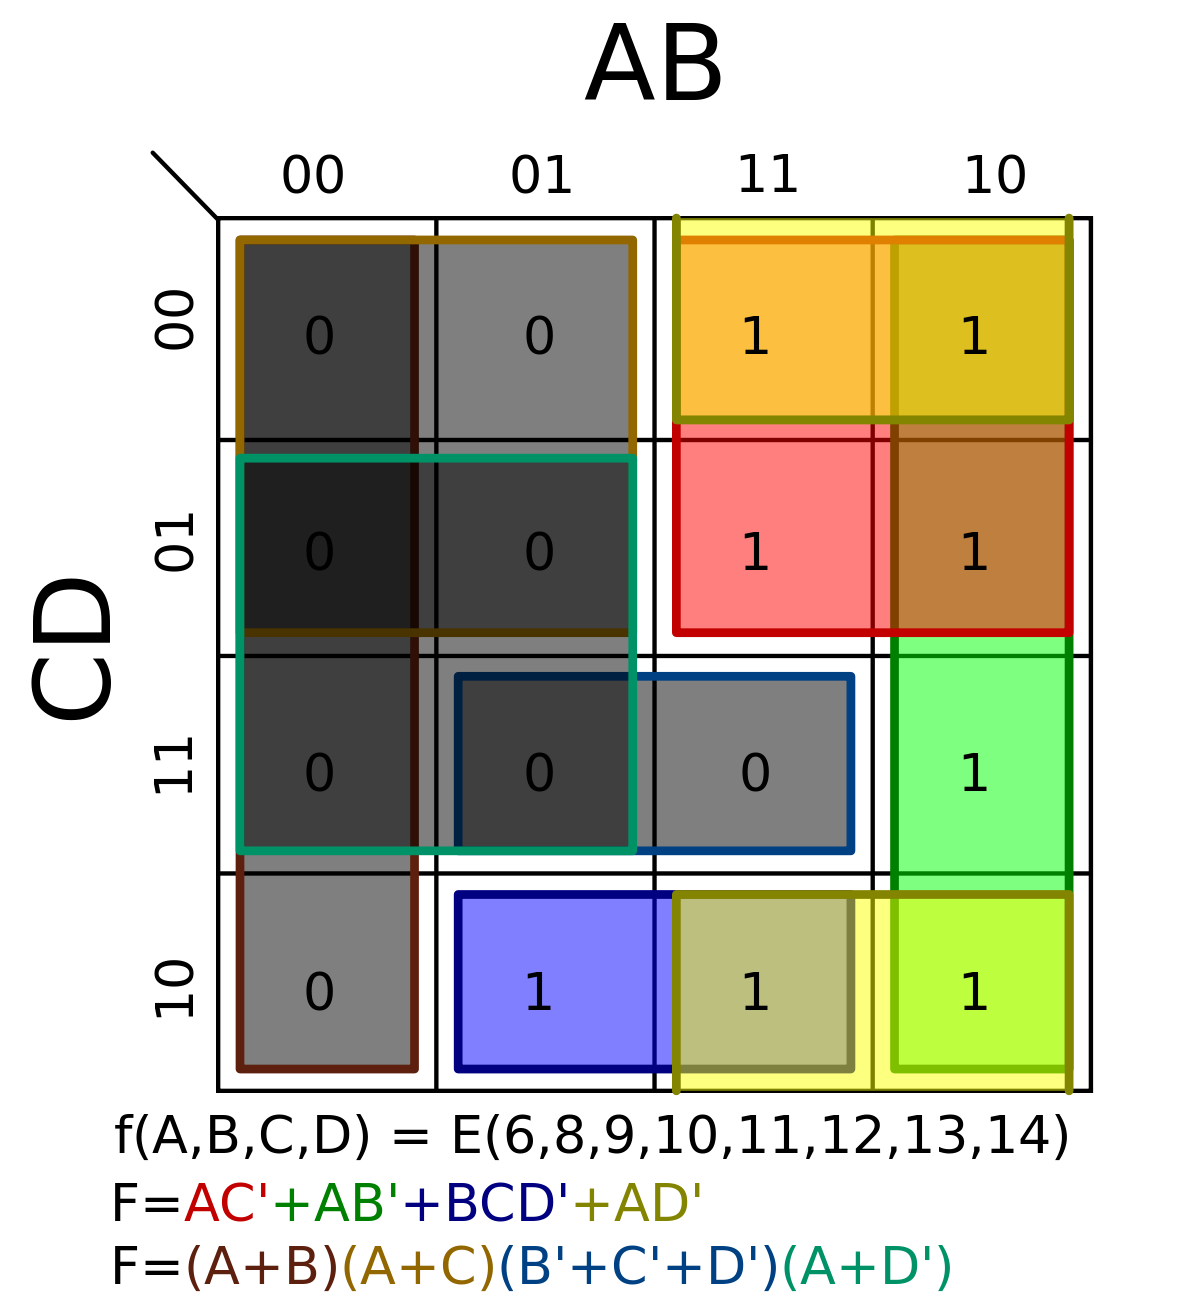 AB
00 01 11 10
CD
00 0 0 1 1
01 0 0 1 1
11 0 0 0 1
10 0 1 1 1
f(A,B,C,D) = E(6,8,9,10,11,12,13,14)
F=AC'+AB'+BCD'+AD'
F=(A+B)(A+C)(B'+C'+D')(A+D')